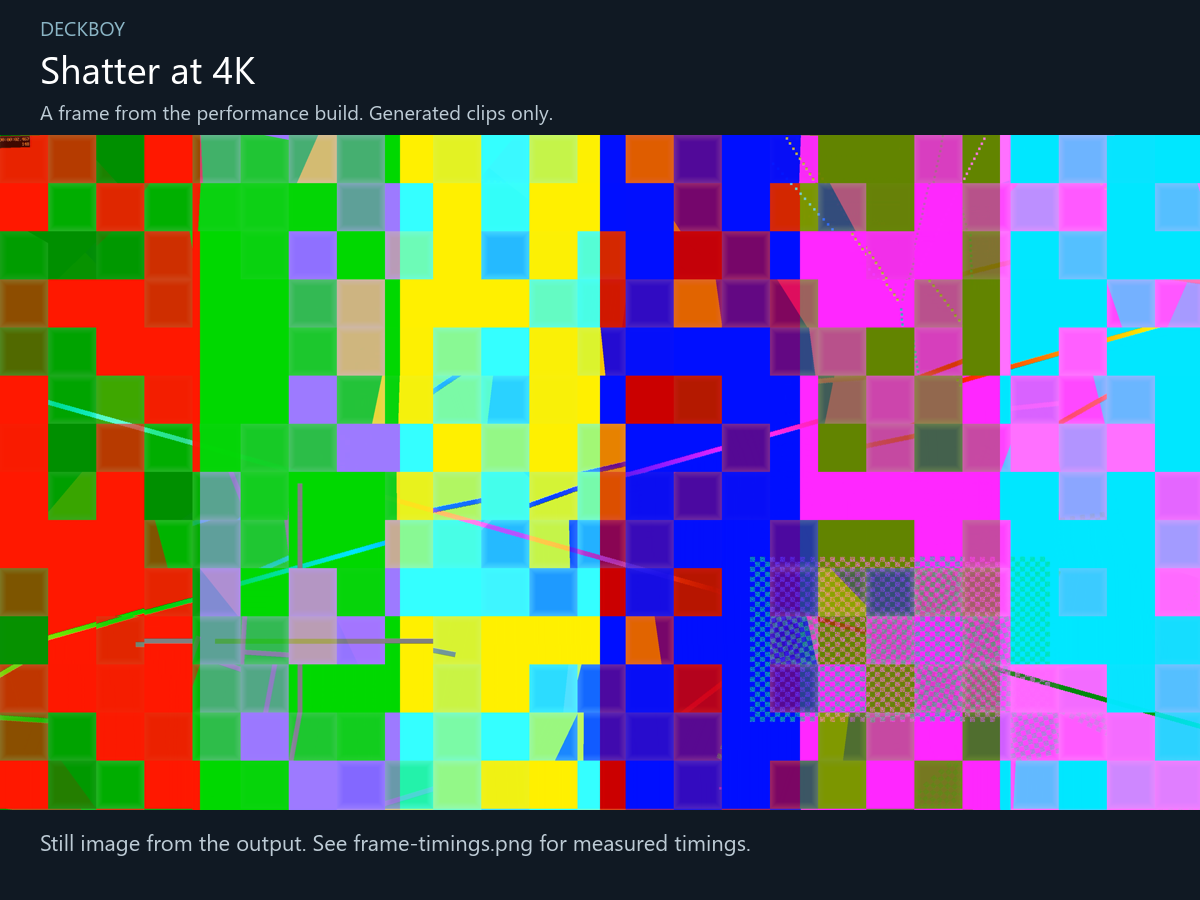 DECKBOY
Shatter at 4K
A frame from the performance build. Generated clips only.
Still image from the output. See frame-timings.png for measured timings.